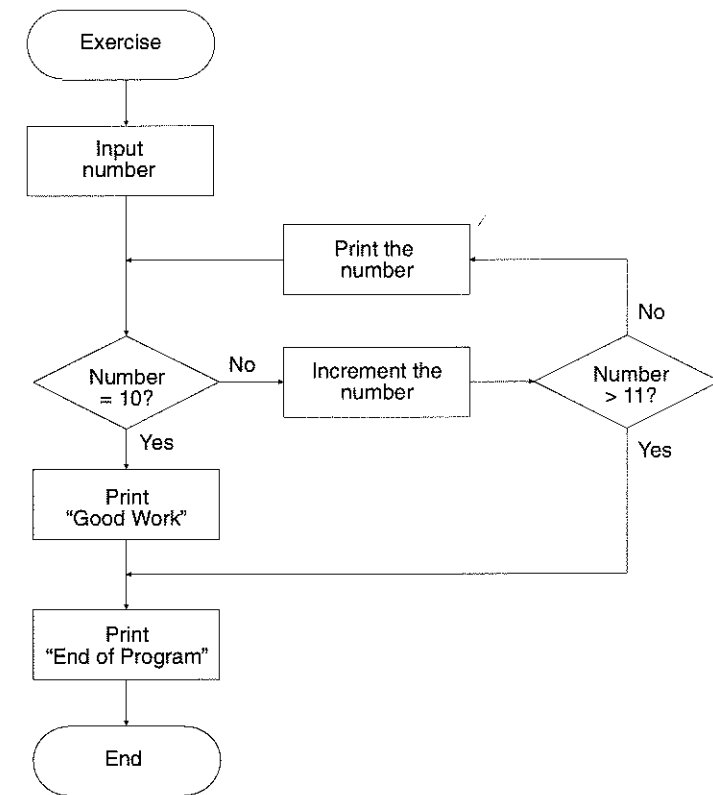 Exercise
Input
number
Print the
number
No
Number
= 10?
No
Increment the
number
Number
> 11?
Yes
Yes
Print
“Good Work”
Print
“End of Program”
End